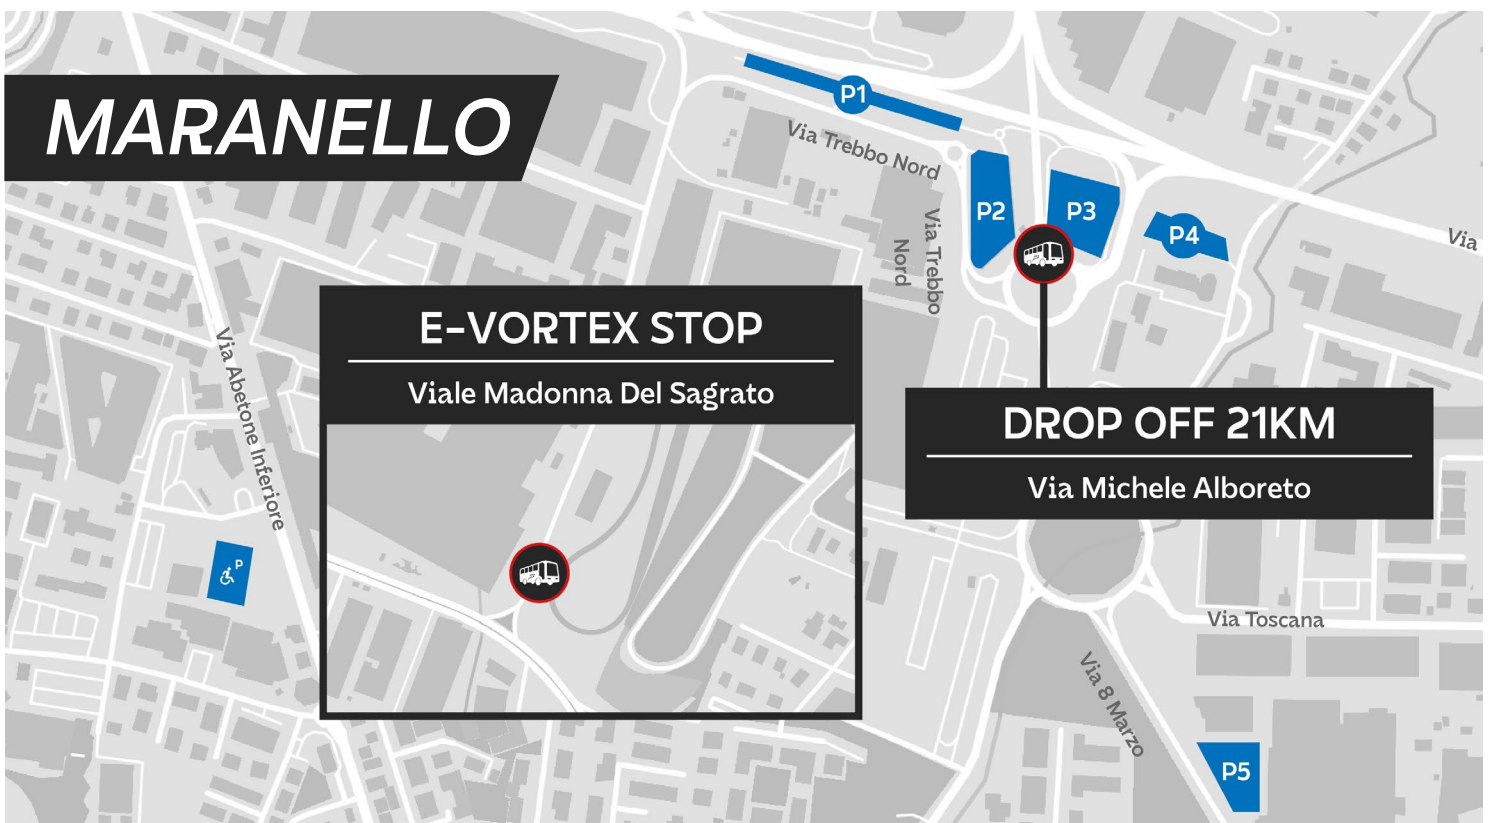 MARANELLO
P1
Via Trebbo Nord
P2
P3
P4
Via
Via Trebbo
Nord
E-VORTEX STOP
Viale Madonna Del Sagrato
Via Abetone Inferiore
DROP OFF 21KM
Via Michele Alboreto
P
Via Toscana
Via 8 Marzo
P5